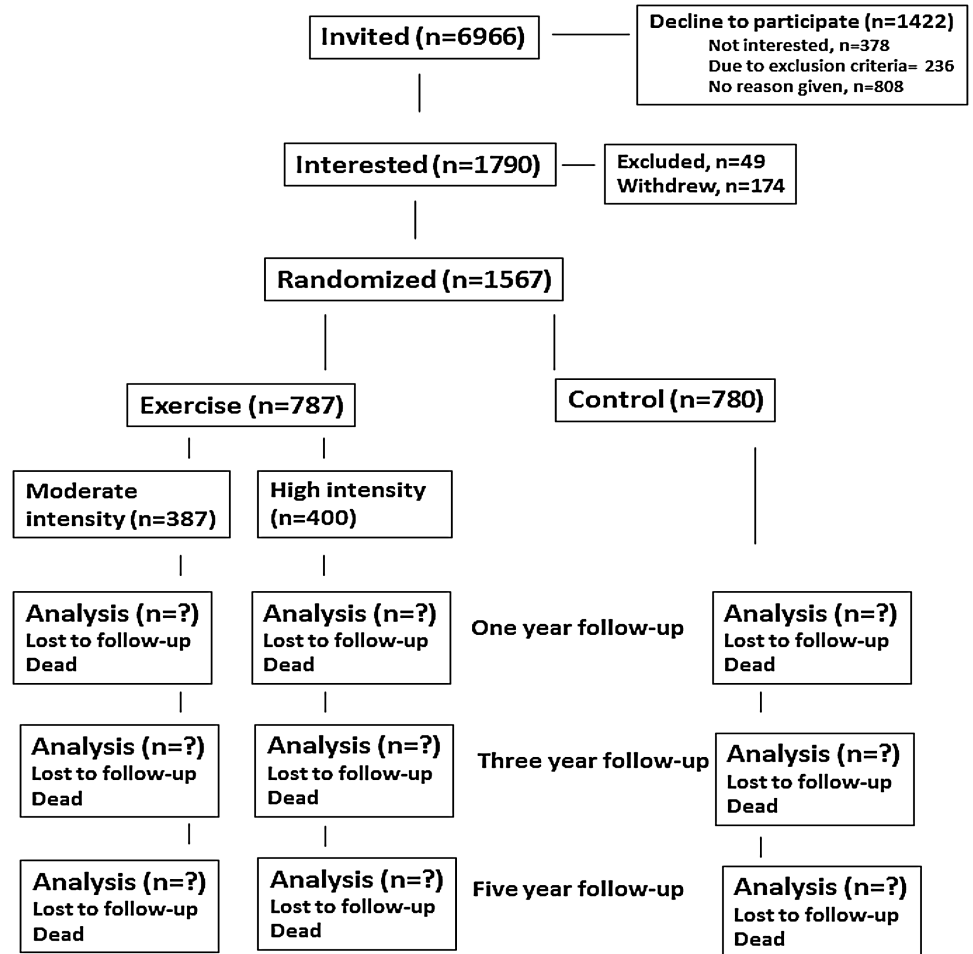 Invited (n=6966)
Decline to participate (n=1422)
Not interested, n=378
Due to exclusion criteria= 236
No reason given, n=808
Interested (n=1790)
Excluded, n=49
Withdrew, n=174
Randomized (n=1567)
Exercise (n=787)
Control (n=780)
Moderate
intensity (n=387)
High intensity
(n=400)
Analysis (n=?)
Lost to follow-up
Dead
Analysis (n=?)
Lost to follow-up
Dead
One year follow-up
Analysis (n=?)
Lost to follow-up
Dead
Analysis (n=?)
Lost to follow-up
Dead
Analysis (n=?)
Lost to follow-up
Dead
Three year follow-up
Analysis (n=?)
Lost to follow-up
Dead
Analysis (n=?)
Lost to follow-up
Dead
Analysis (n=?)
Lost to follow-up
Dead
Five year follow-up
Analysis (n=?)
Lost to follow-up
Dead